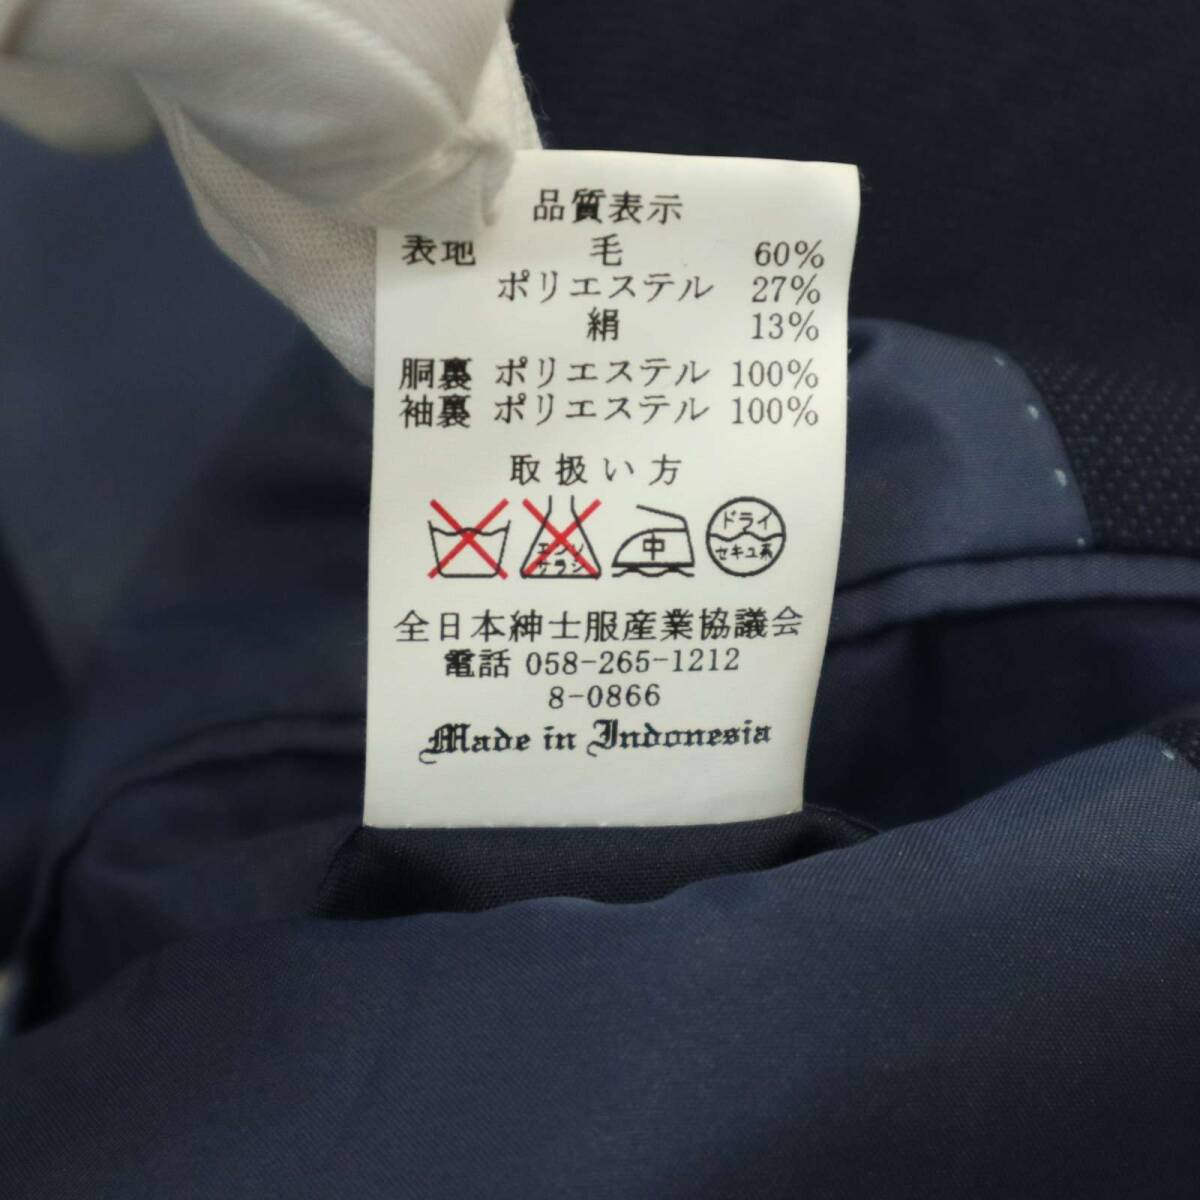 品質表示
表地 毛 60%
ポリエステル 27%
絹 13%
胴裏 ポリエステル 100%
袖裏 ポリエステル 100%
取扱い方
エンソ サラシ 中 ドライ セキユ系
全日本紳士服産業協議会
電話 058-265-1212
8-0866
Made in Indonesia